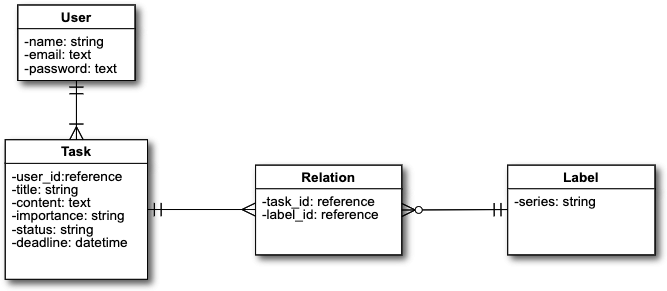 User
-name: string
-email: text
-password: text
Task
-user_id:reference
-title: string
-content: text
-importance: string
-status: string
-deadline: datetime
Relation
-task_id: reference
-label_id: reference
Label
-series: string